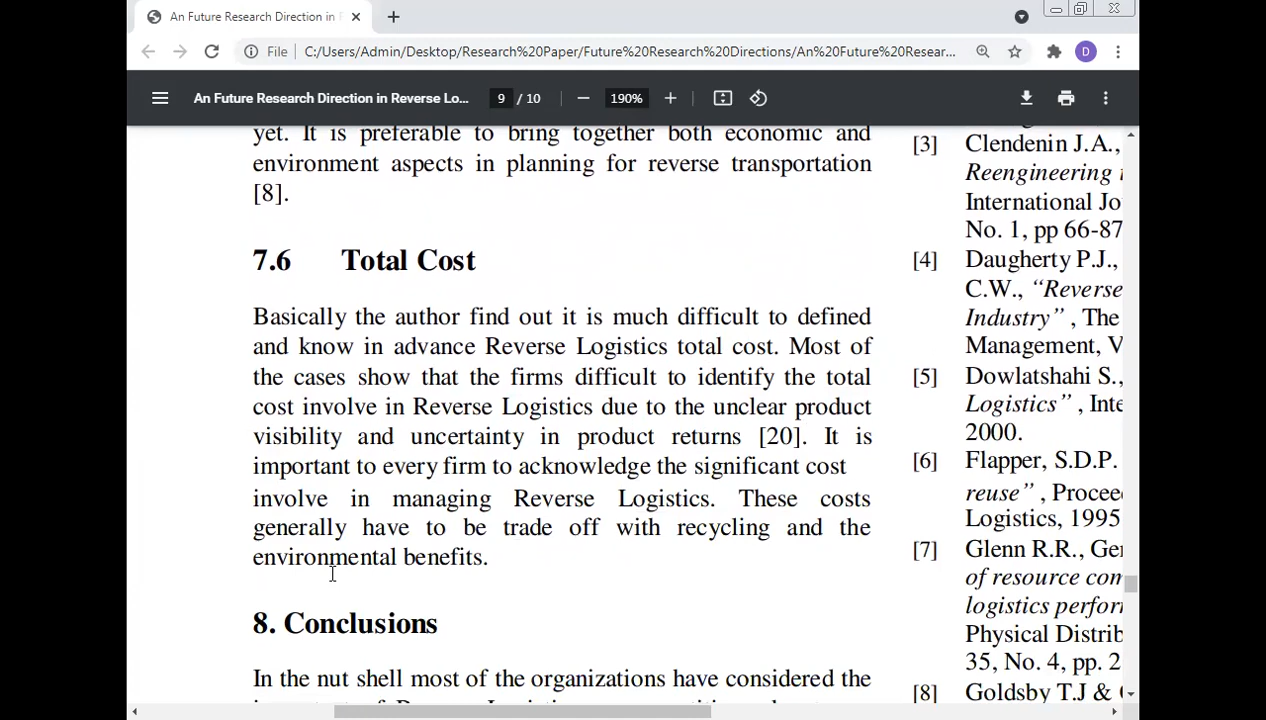 An Future Research Direction in
File
C:/Users/Admin/Desktop/Research%20Paper/Future%20Research%20Directions/An%20Future%20Resear...
D
An Future Research Direction in Reverse Lo...
9 / 10
190%
yet. It is preferable to bring together both economic and
environment aspects in planning for reverse transportation
[8].
7.6 Total Cost
Basically the author find out it is much difficult to defined
and know in advance Reverse Logistics total cost. Most of
the cases show that the firms difficult to identify the total
cost involve in Reverse Logistics due to the unclear product
visibility and uncertainty in product returns [20]. It is
important to every firm to acknowledge the significant cost
involve in managing Reverse Logistics. These costs
generally have to be trade off with recycling and the
environmental benefits.
8. Conclusions
In the nut shell most of the organizations have considered the
[3] Clendenin J.A.,
Reengineering
International Jo
No. 1, pp 66-87
[4] Daugherty P.J.,
C.W., “Reverse
Industry” , The
Management, V
[5] Dowlatshahi S.,
Logistics” , Inte
2000.
[6] Flapper, S.D.P.
reuse” , Procee
Logistics, 1995
[7] Glenn R.R., Ge
of resource com
logistics perfor
Physical Distrib
35, No. 4, pp. 2
[8] Goldsby T.J &